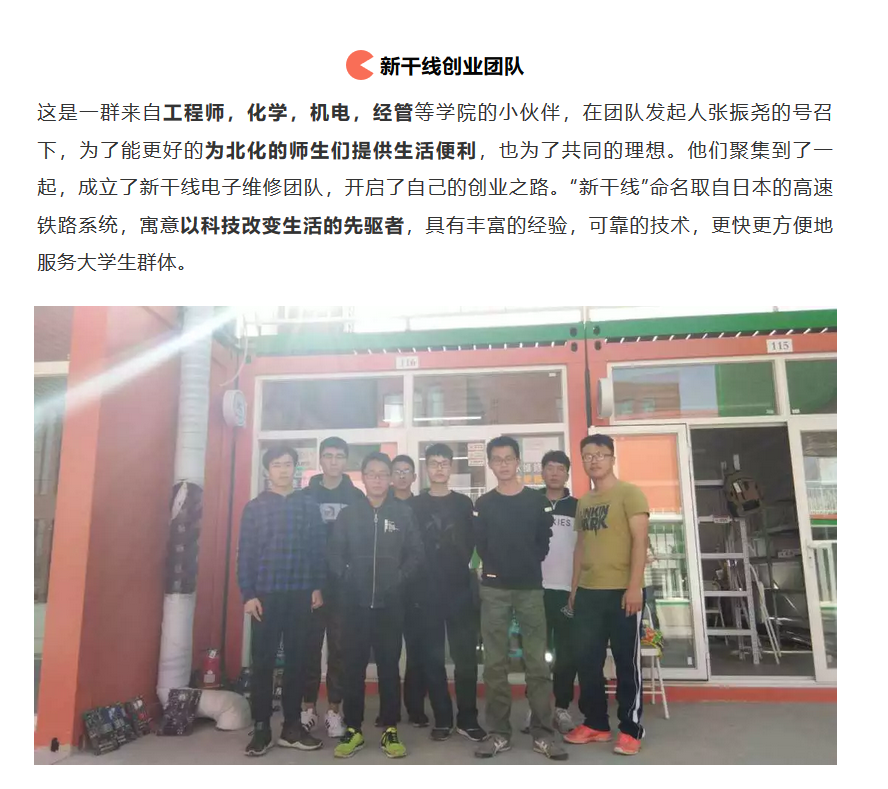 新干线创业团队
这是一群来自工程师，化学，机电，经管等学院的小伙伴，在团队发起人张振尧的号召
下，为了能更好的为北化的师生们提供生活便利，也为了共同的理想。他们聚集到了一
起，成立了新干线电子维修团队，开启了自己的创业之路。“新干线”命名取自日本的高速
铁路系统，寓意以科技改变生活的先驱者，具有丰富的经验，可靠的技术，更快更方便地
服务大学生群体。
116
115
KIES
LINKIN
PARK